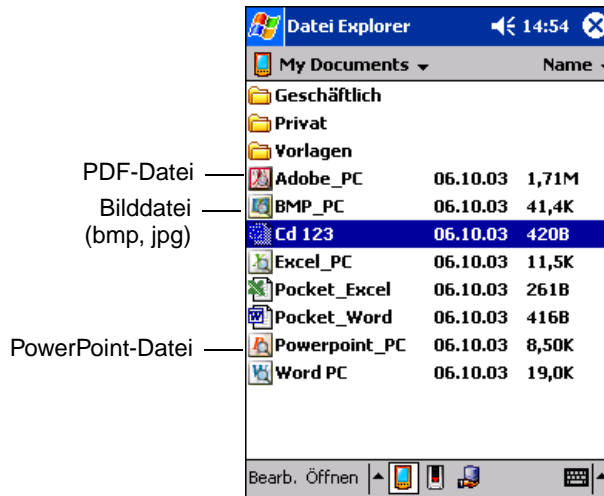 Datei Explorer 14:54
My Documents Name
Geschäftlich
Privat
Vorlagen
PDF-Datei Adobe_PC 06.10.03 1,71M
Bilddatei BMP_PC 06.10.03 41,4K
(bmp, jpg) Cd 123 06.10.03 420B
Excel_PC 06.10.03 11,5K
Pocket_Excel 06.10.03 261B
Pocket_Word 06.10.03 416B
PowerPoint-Datei Powerpoint_PC 06.10.03 8,50K
Word PC 06.10.03 19,0K
Bearb. Öffnen